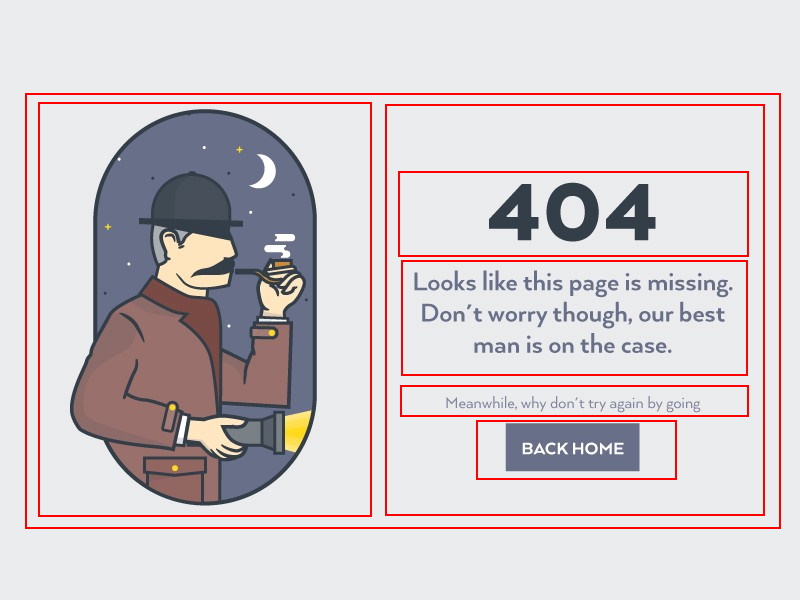 404
Looks like this page is missing.
Don't worry though, our best
man is on the case.
Meanwhile, why don't try again by going
BACK HOME